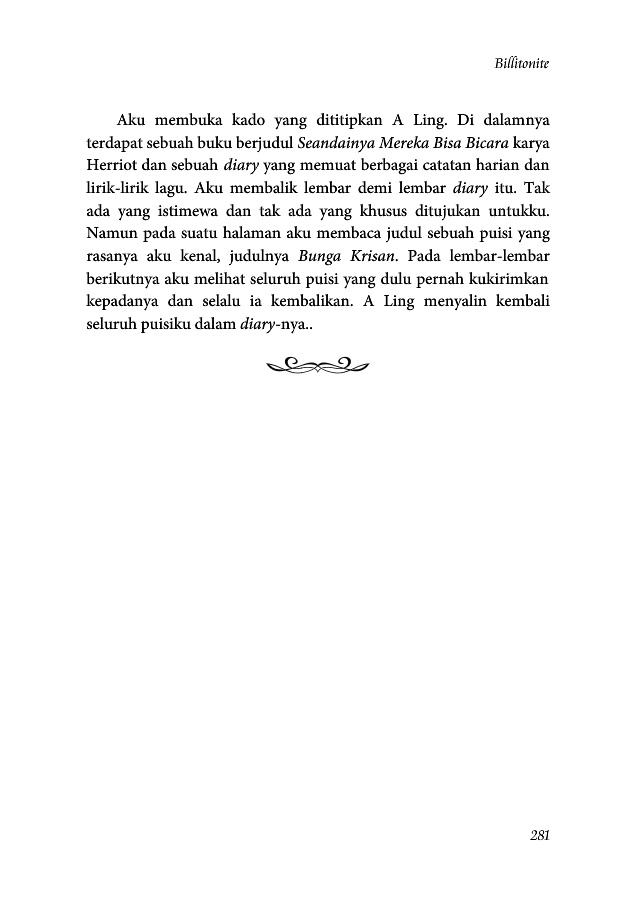 Billitonite
Aku membuka kado yang dititipkan A Ling. Di dalamnya
terdapat sebuah buku berjudul Seandainya Mereka Bisa Bicara karya
Herriot dan sebuah diary yang memuat berbagai catatan harian dan
lirik-lirik lagu. Aku membalik lembar demi lembar diary itu. Tak
ada yang istimewa dan tak ada yang khusus ditujukan untukku.
Namun pada suatu halaman aku membaca judul sebuah puisi yang
rasanya aku kenal, judulnya Bunga Krisan. Pada lembar-lembar
berikutnya aku melihat seluruh puisi yang dulu pernah kukirimkan
kepadanya dan selalu ia kembalikan. A Ling menyalin kembali
seluruh puisiku dalam diary-nya..
281